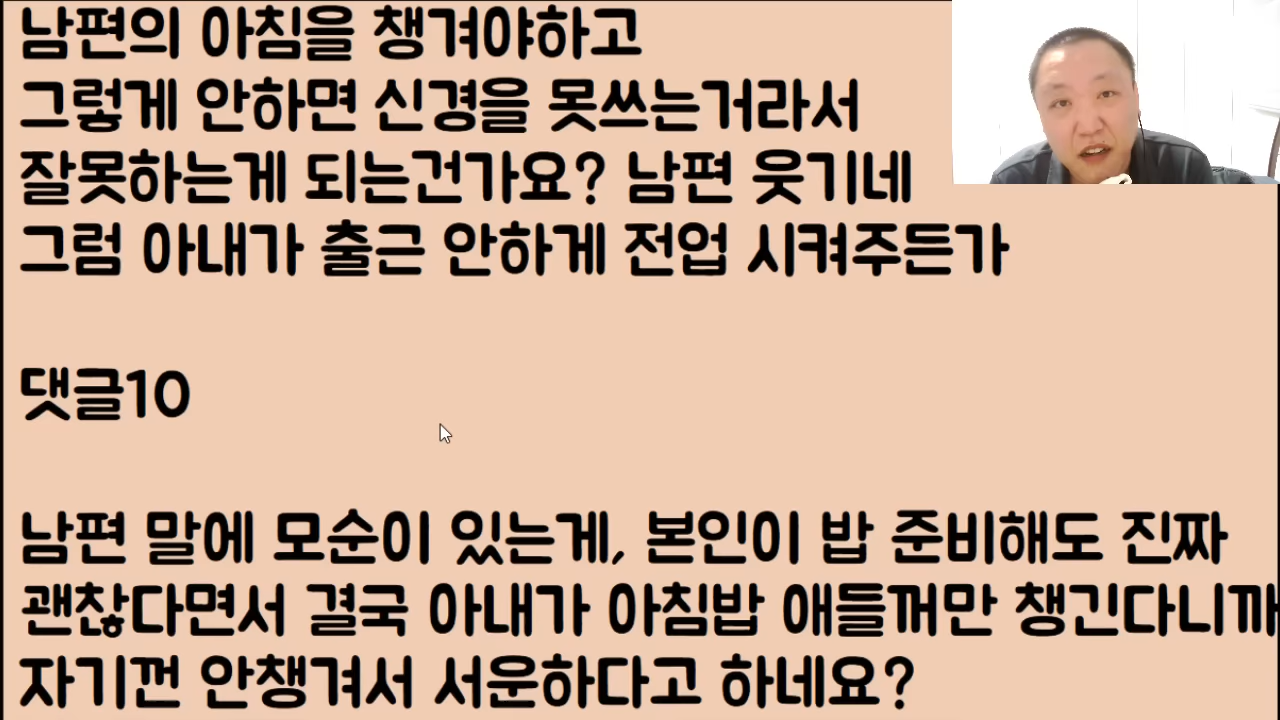 남편의 아침을 챙겨야하고
그렇게 안하면 신경을 못쓰는거라서
잘못하는게 되는건가요? 남편 웃기네
그럼 아내가 출근 안하게 전업 시켜주든가
댓글10
남편 말에 모순이 있는게, 본인이 밥 준비해도 진짜
괜찮다면서 결국 아내가 아침밥 애들꺼만 챙긴다니까
자기껀 안챙겨서 서운하다고 하네요?